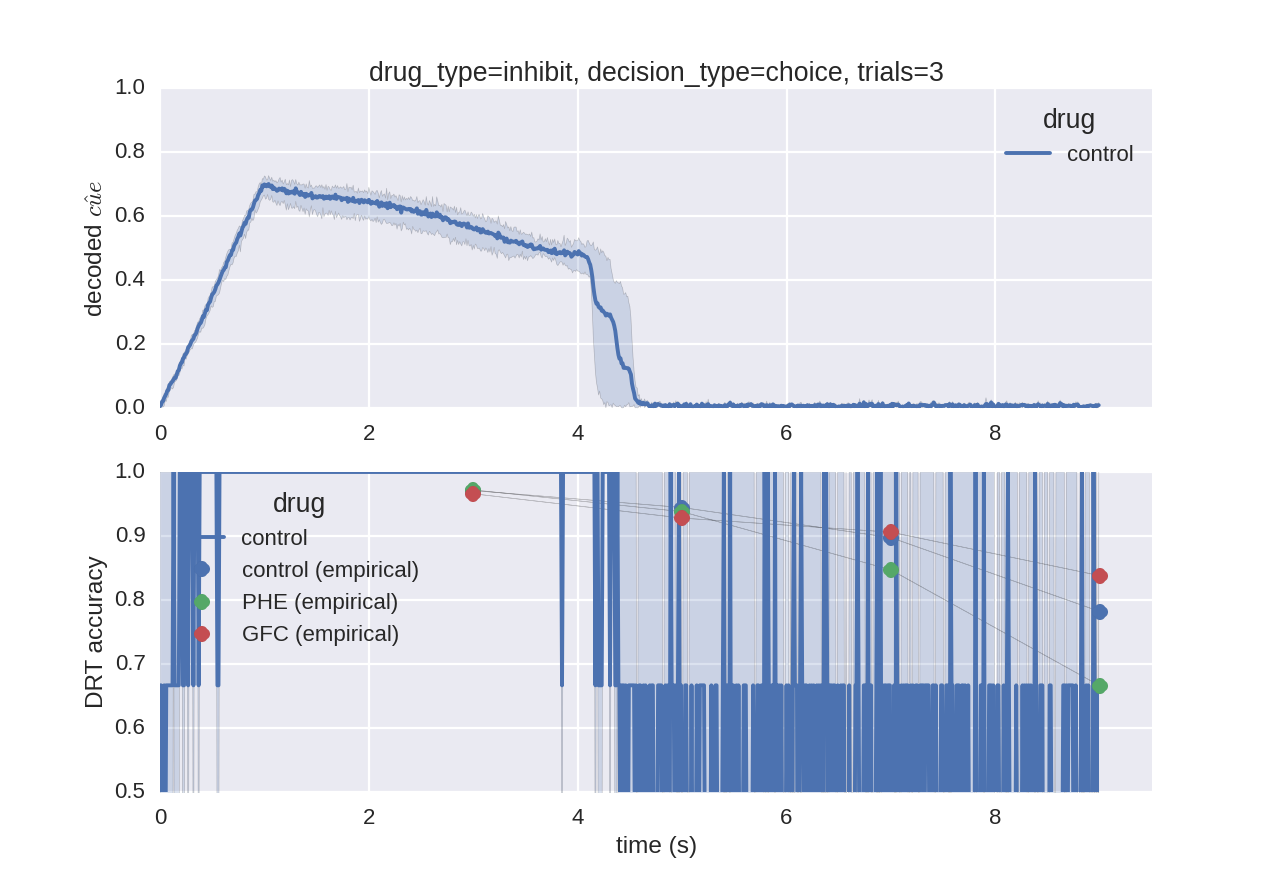 drug_type=inhibit, decision_type=choice, trials=3
1.0
0.8
0.6
0.4
0.2
0.0
decoded cûe
drug
control
0 2 4 6 8
1.0
0.9
0.8
0.7
0.6
0.5
DRT accuracy
drug
control
control (empirical)
PHE (empirical)
GFC (empirical)
0 2 4 6 8
time (s)